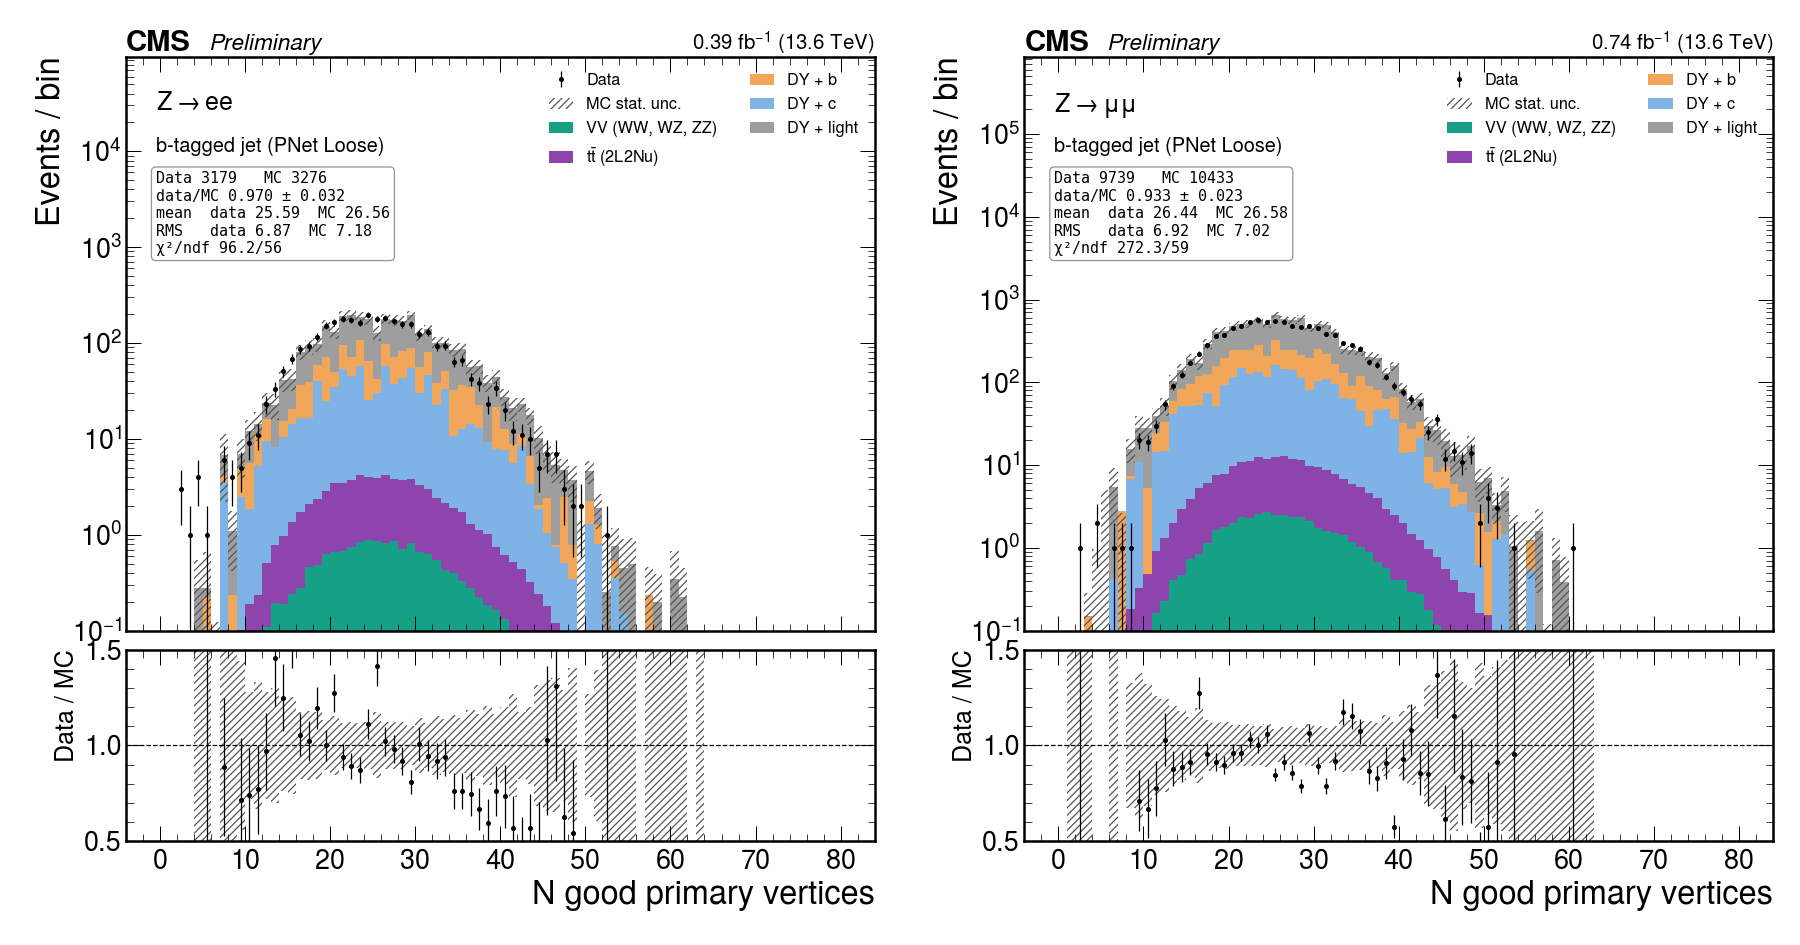 CMS Preliminary 0.39 fb⁻¹ (13.6 TeV)
Events / bin
Z → ee
b-tagged jet (PNet Loose)
Data 3179 MC 3276
data/MC 0.970 ± 0.032
mean data 25.59 MC 26.56
RMS data 6.87 MC 7.18
χ²/ndf 96.2/56
Data
MC stat. unc.
VV (WW, WZ, ZZ)
tt̄ (2L2Nu)
DY + b
DY + c
DY + light
10⁴
10³
10²
10¹
10⁰
10⁻¹
Data / MC
1.5
1.0
0.5
0 10 20 30 40 50 60 70 80
N good primary vertices
CMS Preliminary 0.74 fb⁻¹ (13.6 TeV)
Events / bin
Z → μμ
b-tagged jet (PNet Loose)
Data 9739 MC 10433
data/MC 0.933 ± 0.023
mean data 26.44 MC 26.58
RMS data 6.92 MC 7.02
χ²/ndf 272.3/59
Data
MC stat. unc.
VV (WW, WZ, ZZ)
tt̄ (2L2Nu)
DY + b
DY + c
DY + light
10⁵
10⁴
10³
10²
10¹
10⁰
10⁻¹
Data / MC
1.5
1.0
0.5
0 10 20 30 40 50 60 70 80
N good primary vertices